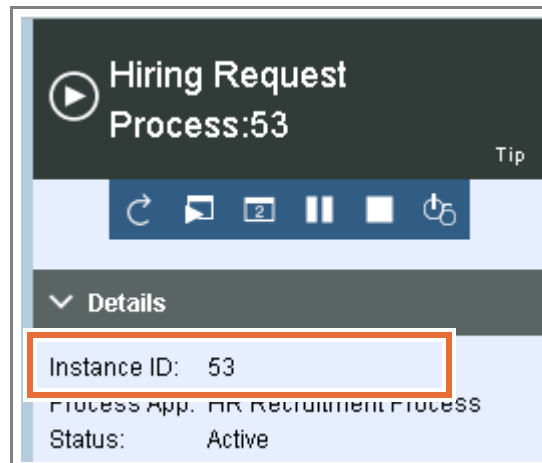 Hiring Request
Process:53
Tip
2
Details
Instance ID: 53
Process App: HR Recruitment Process
Status: Active